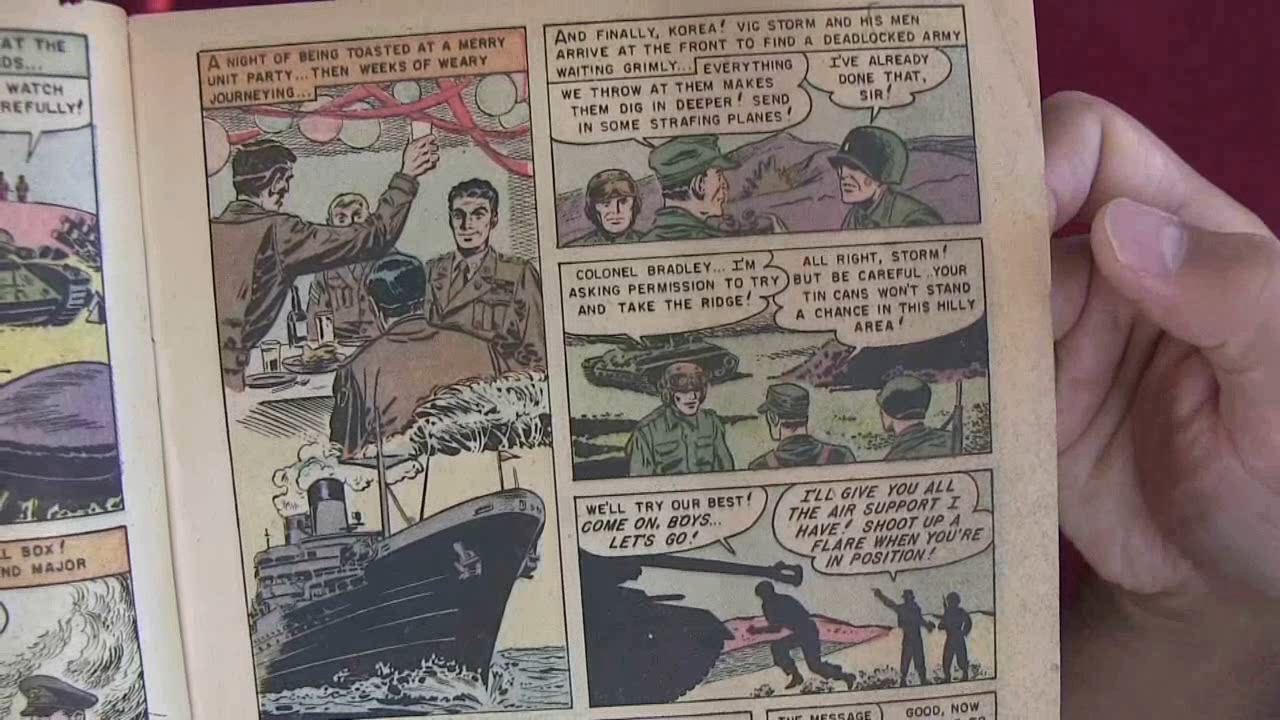 AT THE
DS...
WATCH
REFULLY!
LL BOX!
ND MAJOR
A NIGHT OF BEING TOASTED AT A MERRY
UNIT PARTY...THEN WEEKS OF WEARY
JOURNEYING...
AND FINALLY, KOREA! VIC STORM AND HIS MEN
ARRIVE AT THE FRONT TO FIND A DEADLOCKED ARMY
WAITING GRIMLY...
EVERYTHING
WE THROW AT THEM MAKES
THEM DIG IN DEEPER! SEND
IN SOME STRAFING PLANES!
I'VE ALREADY
DONE THAT,
SIR!
COLONEL BRADLEY... I'M
ASKING PERMISSION TO TRY
AND TAKE THE RIDGE!
ALL RIGHT, STORM!
BUT BE CAREFUL..YOUR
TIN CANS WON'T STAND
A CHANCE IN THIS HILLY
AREA!
WE'LL TRY OUR BEST!
COME ON, BOYS...
LET'S GO!
I'LL GIVE YOU ALL
THE AIR SUPPORT I
HAVE! SHOOT UP A
FLARE WHEN YOU'RE
IN POSITION!
THE MESSAGE
GOOD, NOW